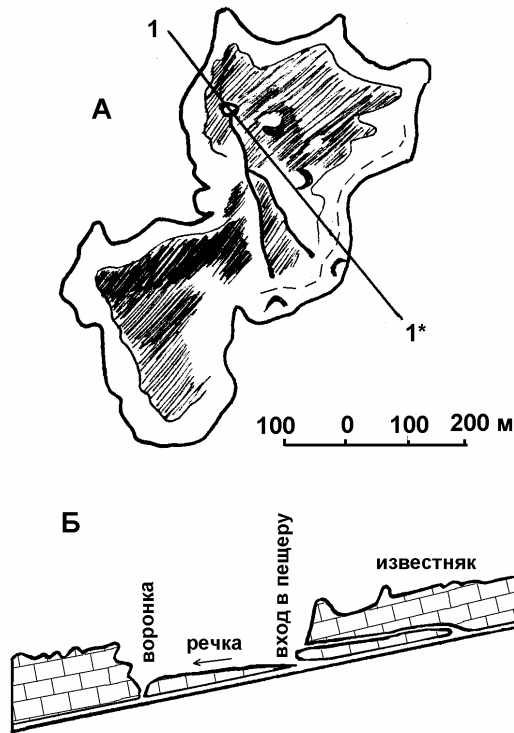 1
А
1*
100 0 100 200 м
Б
воронка
речка
вход в пещеру
известняк